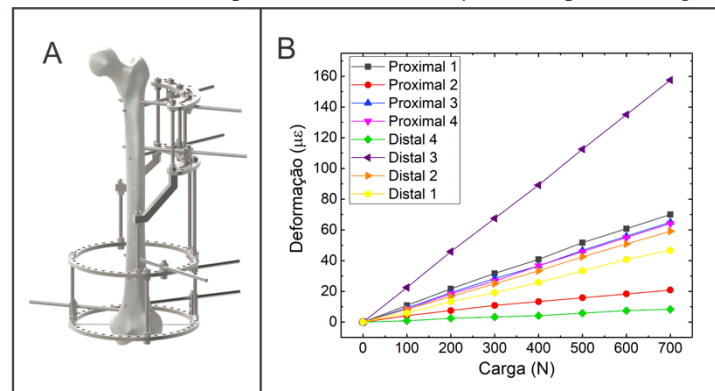 A
B
160
140
120
100
80
60
40
20
0
Deformação (με)
Proximal 1
Proximal 2
Proximal 3
Proximal 4
Distal 4
Distal 3
Distal 2
Distal 1
0 100 200 300 400 500 600 700
Carga (N)